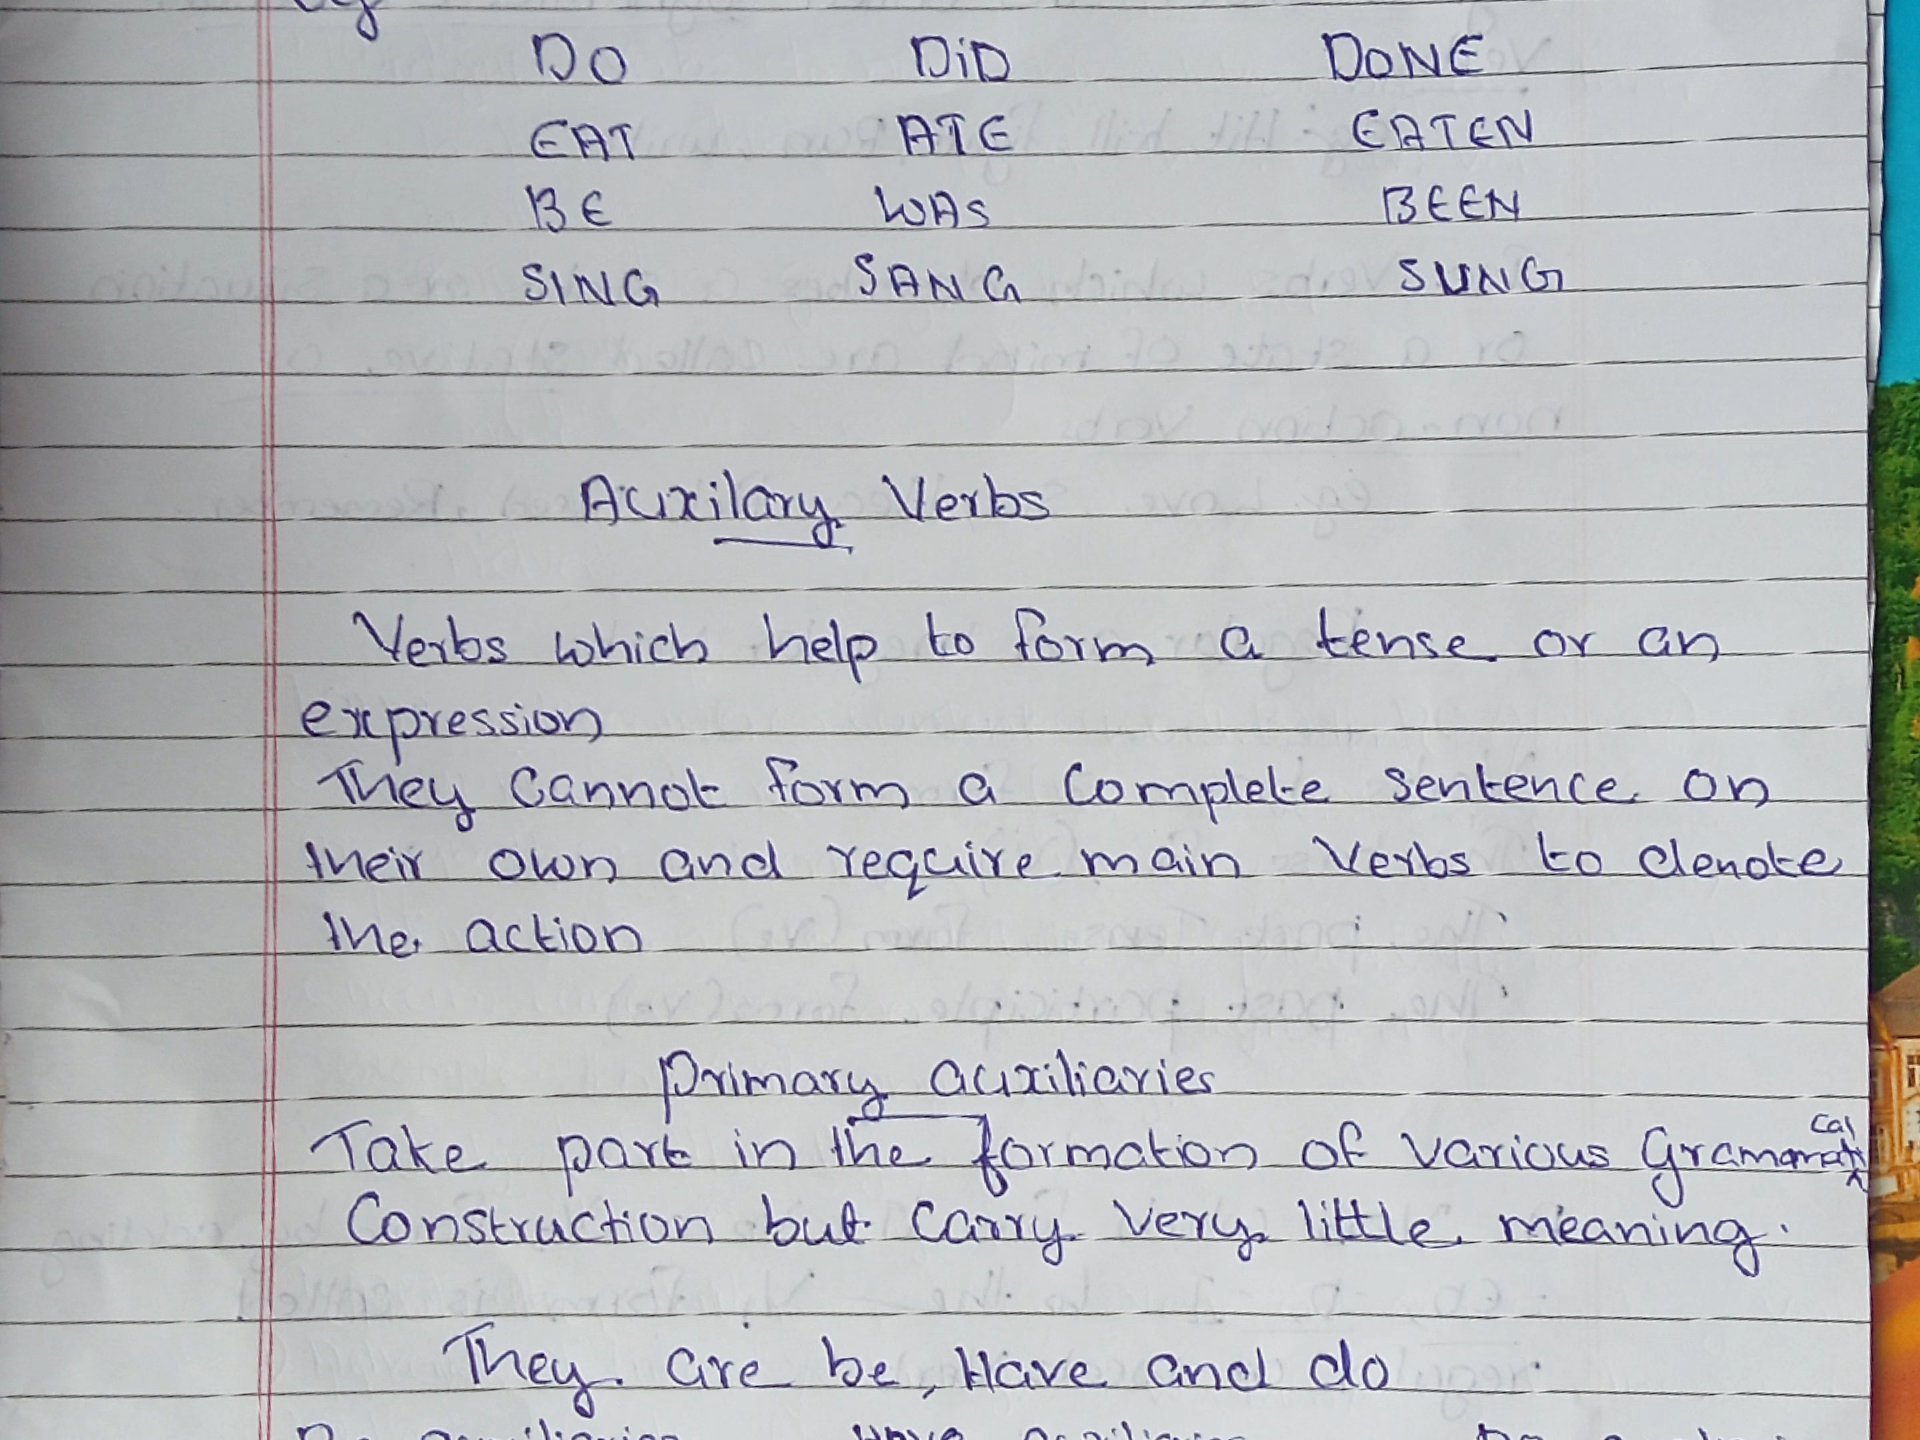 DO DiD DONE
EAT ATE EATEN
BE WAS BEEN
SING SANG SUNG
Auxilary Verbs
Verbs which help to form a tense or an
expression
They cannot form a complete sentence on
their own and require main verbs to denote
the action
Primary auxiliaries
Take part in the formation of various Grammatical
Construction but carry very little meaning.
They are be, Have and do